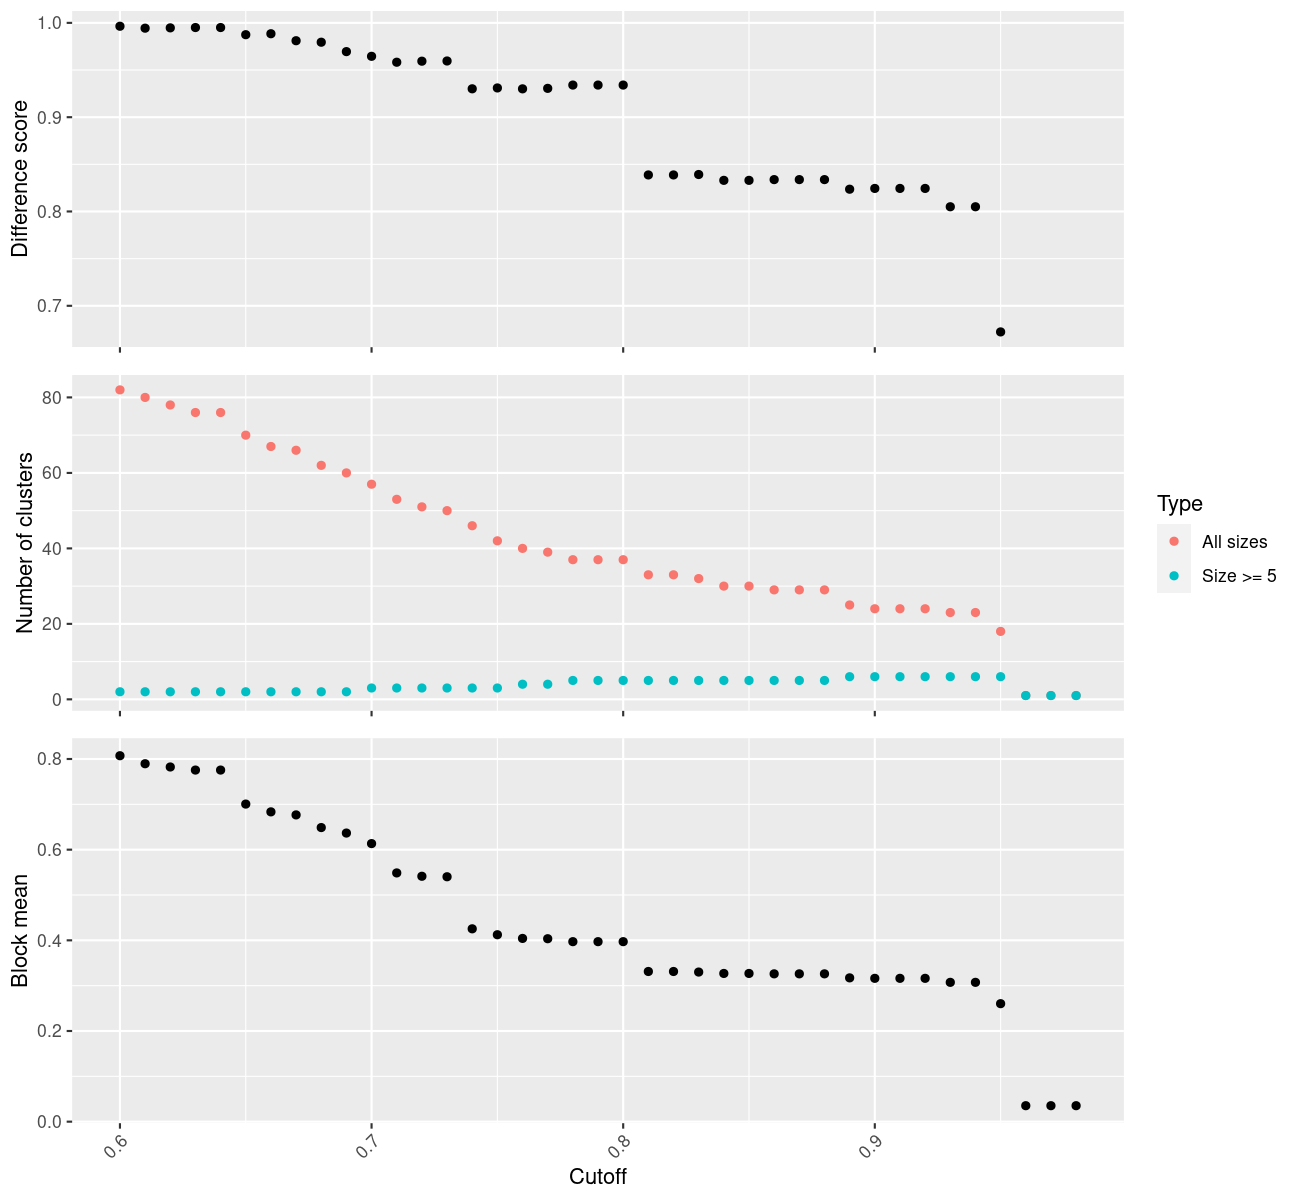 1.0
0.9
0.8
0.7
Difference score
80
60
40
20
0
Number of clusters
Type
All sizes
Size >= 5
0.8
0.6
0.4
0.2
0.0
Block mean
0.6 0.7 0.8 0.9
Cutoff